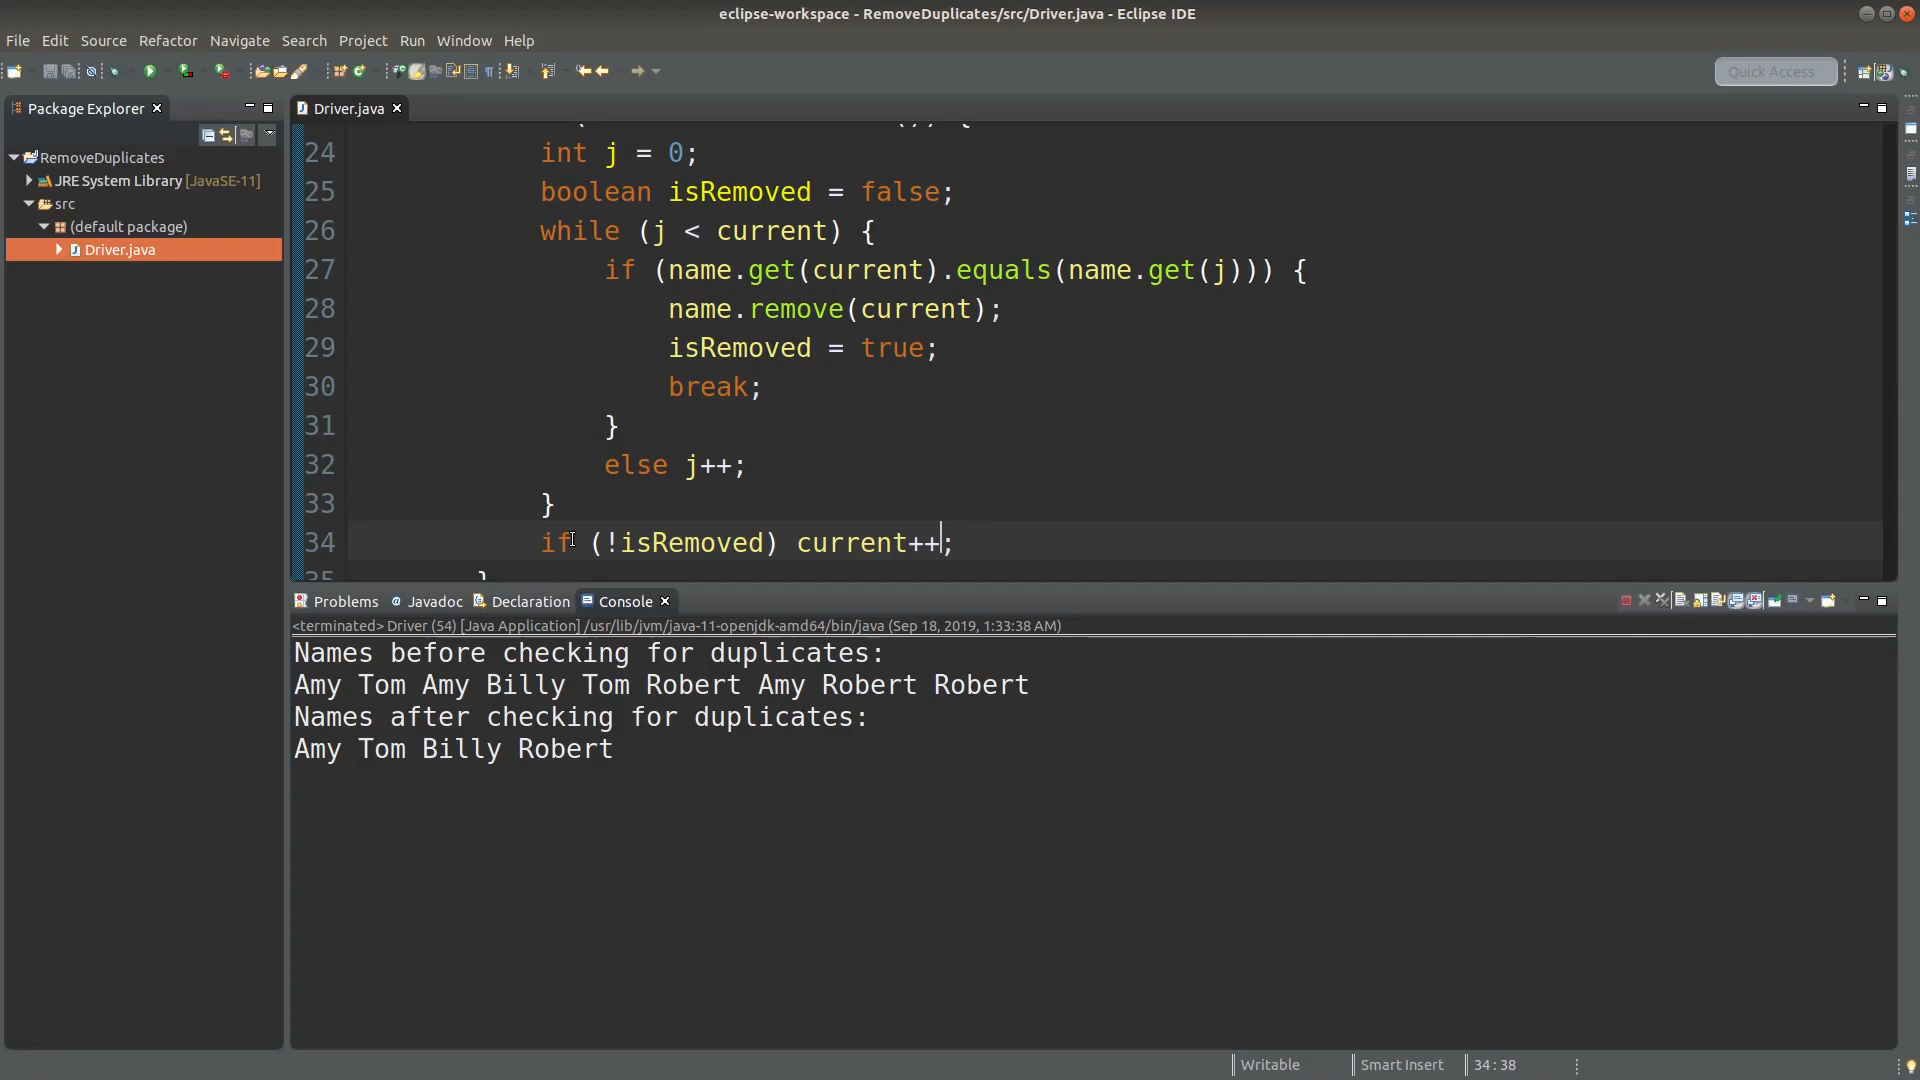 eclipse-workspace - RemoveDuplicates/src/Driver.java - Eclipse IDE
File Edit Source Refactor Navigate Search Project Run Window Help
Quick Access
Package Explorer
Driver.java
RemoveDuplicates
JRE System Library [JavaSE-11]
src
(default package)
Driver.java
24 int j = 0;
25 boolean isRemoved = false;
26 while (j < current) {
27 if (name.get(current).equals(name.get(j))) {
28 name.remove(current);
29 isRemoved = true;
30 break;
31 }
32 else j++;
33 }
34 if (!isRemoved) current++;
35 }
Problems Javadoc Declaration Console
<terminated> Driver (54) [Java Application] /usr/lib/jvm/java-11-openjdk-amd64/bin/java (Sep 18, 2019, 1:33:38 AM)
Names before checking for duplicates:
Amy Tom Amy Billy Tom Robert Amy Robert Robert
Names after checking for duplicates:
Amy Tom Billy Robert
Writable Smart Insert 34:38